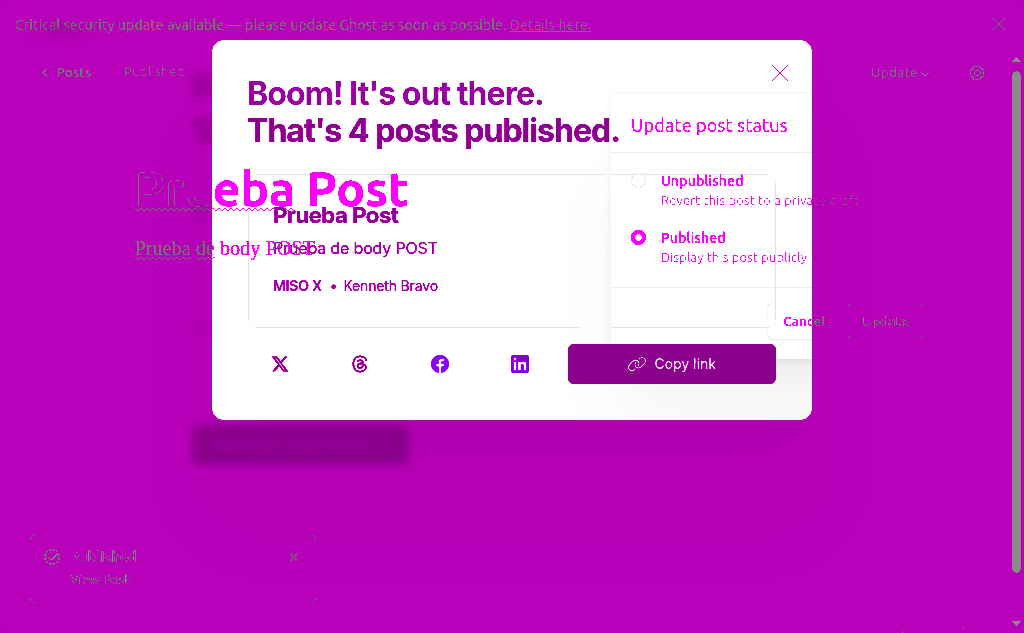 Critical security update available — please update Ghost as soon as possible. Details here.
Posts
Published
Update
Boom! It's out there.
That's 4 posts published.
Update post status
Prueba Post
Unpublished
Revert this post to a private draft
Prueba Post
Prueba de body POST
Prueba de body POST
Published
Display this post publicly
MISO X • Kenneth Bravo
Cancel
Update
Copy link
Published
View Post